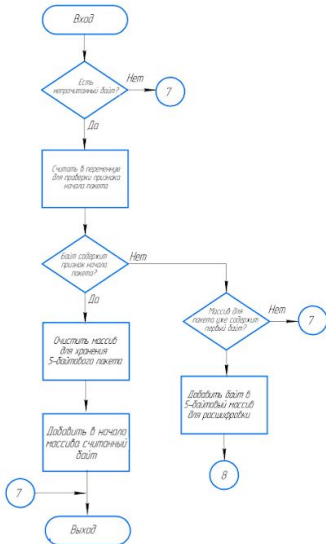 Вход
Есть
непрочитанный байт?
Нет
7
Да
Считать в переменную
для проверки признака
начала пакета
Байт содержит
признак начала
пакета?
Нет
Да
Массив для
пакета уже содержит
первый байт?
Нет
7
Очистить массив
для хранения
5-байтового пакета
Добавить байт в
5-байтовый массив
для расшифровки
Добавить в начала
массива считанный
байт
8
7
Выход